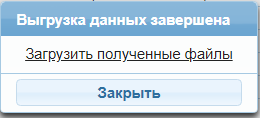 Выгрузка данных завершена
Загрузить полученные файлы
Закрыть